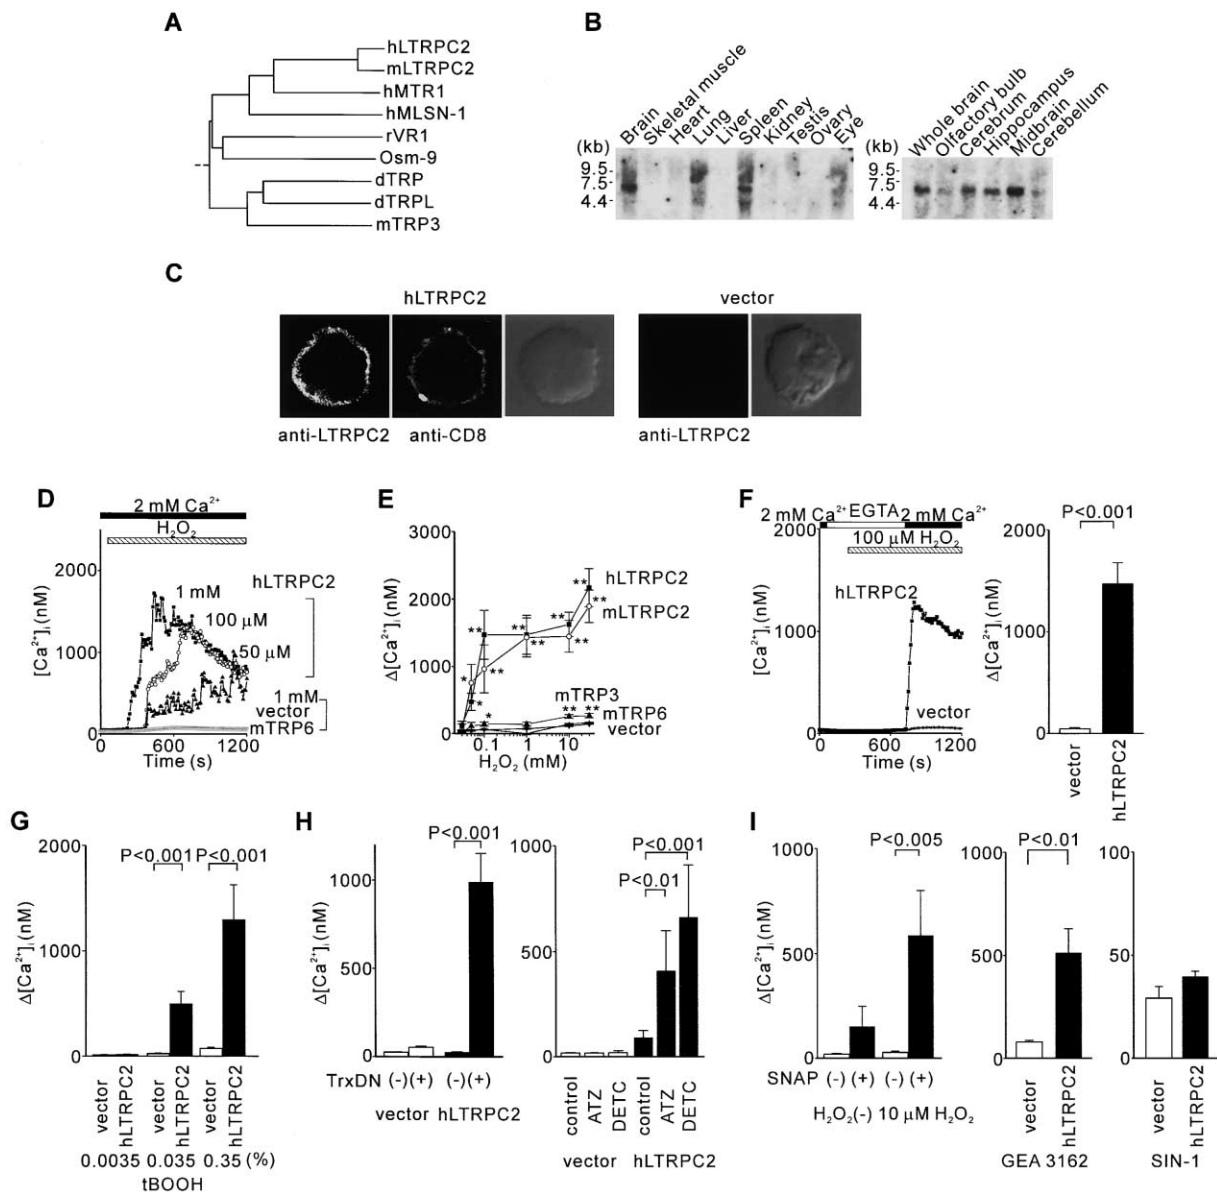 A
hLTRPC2
mLTRPC2
hMTR1
hMLSN-1
rVR1
Osm-9
dTRP
dTRPL
mTRP3
B
Brain
Skeletal muscle
Heart
Lung
Liver
Spleen
Kidney
Testis
Ovary
Eye
(kb)
9.5-
7.5-
4.4-
Whole brain
Olfactory bulb
Cerebrum
Hippocampus
Midbrain
Cerebellum
(kb)
9.5-
7.5-
4.4-
C
hLTRPC2
vector
anti-LTRPC2
anti-CD8
anti-LTRPC2
D
2 mM Ca²⁺
H₂O₂
[Ca²⁺]ᵢ (nM)
2000
1000
0
hLTRPC2
1 mM
100 μM
50 μM
1 mM
vector
mTRP6
0 600 1200
Time (s)
E
Δ[Ca²⁺]ᵢ (nM)
3000
2000
1000
0
hLTRPC2
mLTRPC2
mTRP3
mTRP6
vector
** ** ** ** ** ** ** ** * * * ** **
0.1 1 10
H₂O₂ (mM)
F
2 mM Ca²⁺ EGTA 2 mM Ca²⁺
100 μM H₂O₂
[Ca²⁺]ᵢ (nM)
2000
1000
0
hLTRPC2
vector
0 600 1200
Time (s)
P<0.001
Δ[Ca²⁺]ᵢ (nM)
2000
1000
0
vector
hLTRPC2
G
Δ[Ca²⁺]ᵢ (nM)
2000
1000
0
P<0.001 P<0.001
vector
hLTRPC2
vector
hLTRPC2
vector
hLTRPC2
0.0035 0.035 0.35 (%)
tBOOH
H
Δ[Ca²⁺]ᵢ (nM)
1000
500
0
P<0.001
TrxDN (-) (+) (-) (+)
vector hLTRPC2
Δ[Ca²⁺]ᵢ (nM)
1000
500
0
P<0.001
P<0.01
control
ATZ
DETC
control
ATZ
DETC
vector hLTRPC2
I
Δ[Ca²⁺]ᵢ (nM)
1000
500
0
P<0.005
SNAP (-) (+) (-) (+)
H₂O₂(-) 10 μM H₂O₂
1000
500
0
P<0.01
vector
hLTRPC2
GEA 3162
100
50
0
vector
hLTRPC2
SIN-1